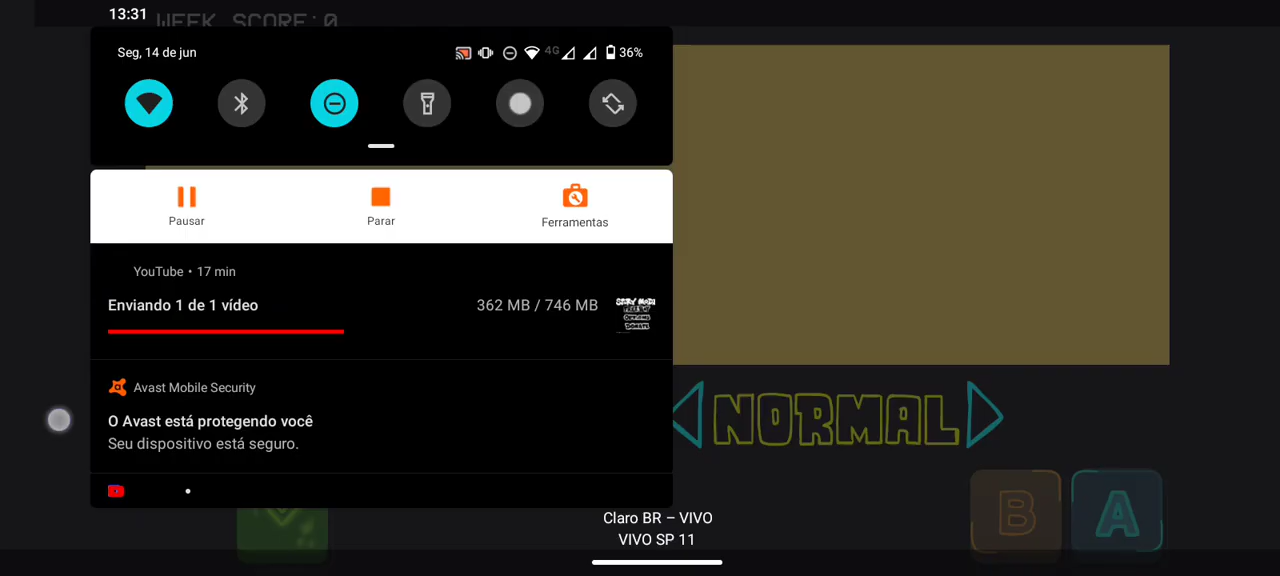 13:31
WEEK SCORE:0
Seg, 14 de jun
4G
36%
Pausar
Parar
Ferramentas
YouTube • 17 min
Enviando 1 de 1 vídeo
362 MB / 746 MB
Avast Mobile Security
O Avast está protegendo você
Seu dispositivo está seguro.
NORMAL
B
A
Claro BR – VIVO
VIVO SP 11